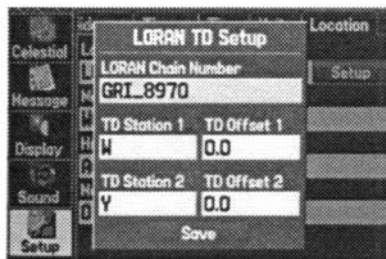 LORAN TD Setup
Location
Celestial
LORAN Chain Number
Setup
GRI_8970
Message
TD Station 1 TD Offset 1
W 0.0
Display
TD Station 2 TD Offset 2
Y 0.0
Sound
Save
Setup